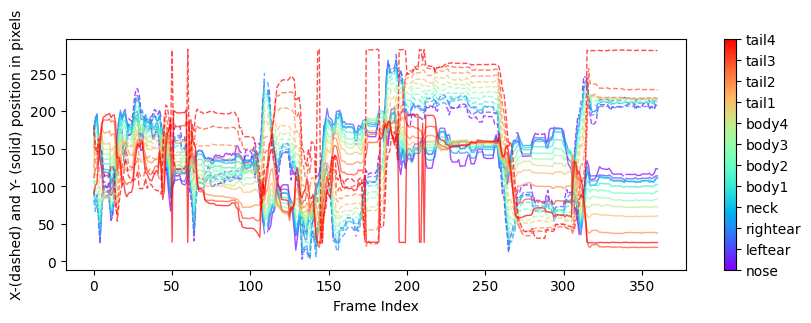 X-(dashed) and Y- (solid) position in pixels
250
200
150
100
50
0
0 50 100 150 200 250 300 350
Frame Index
tail4
tail3
tail2
tail1
body4
body3
body2
body1
neck
rightear
leftear
nose